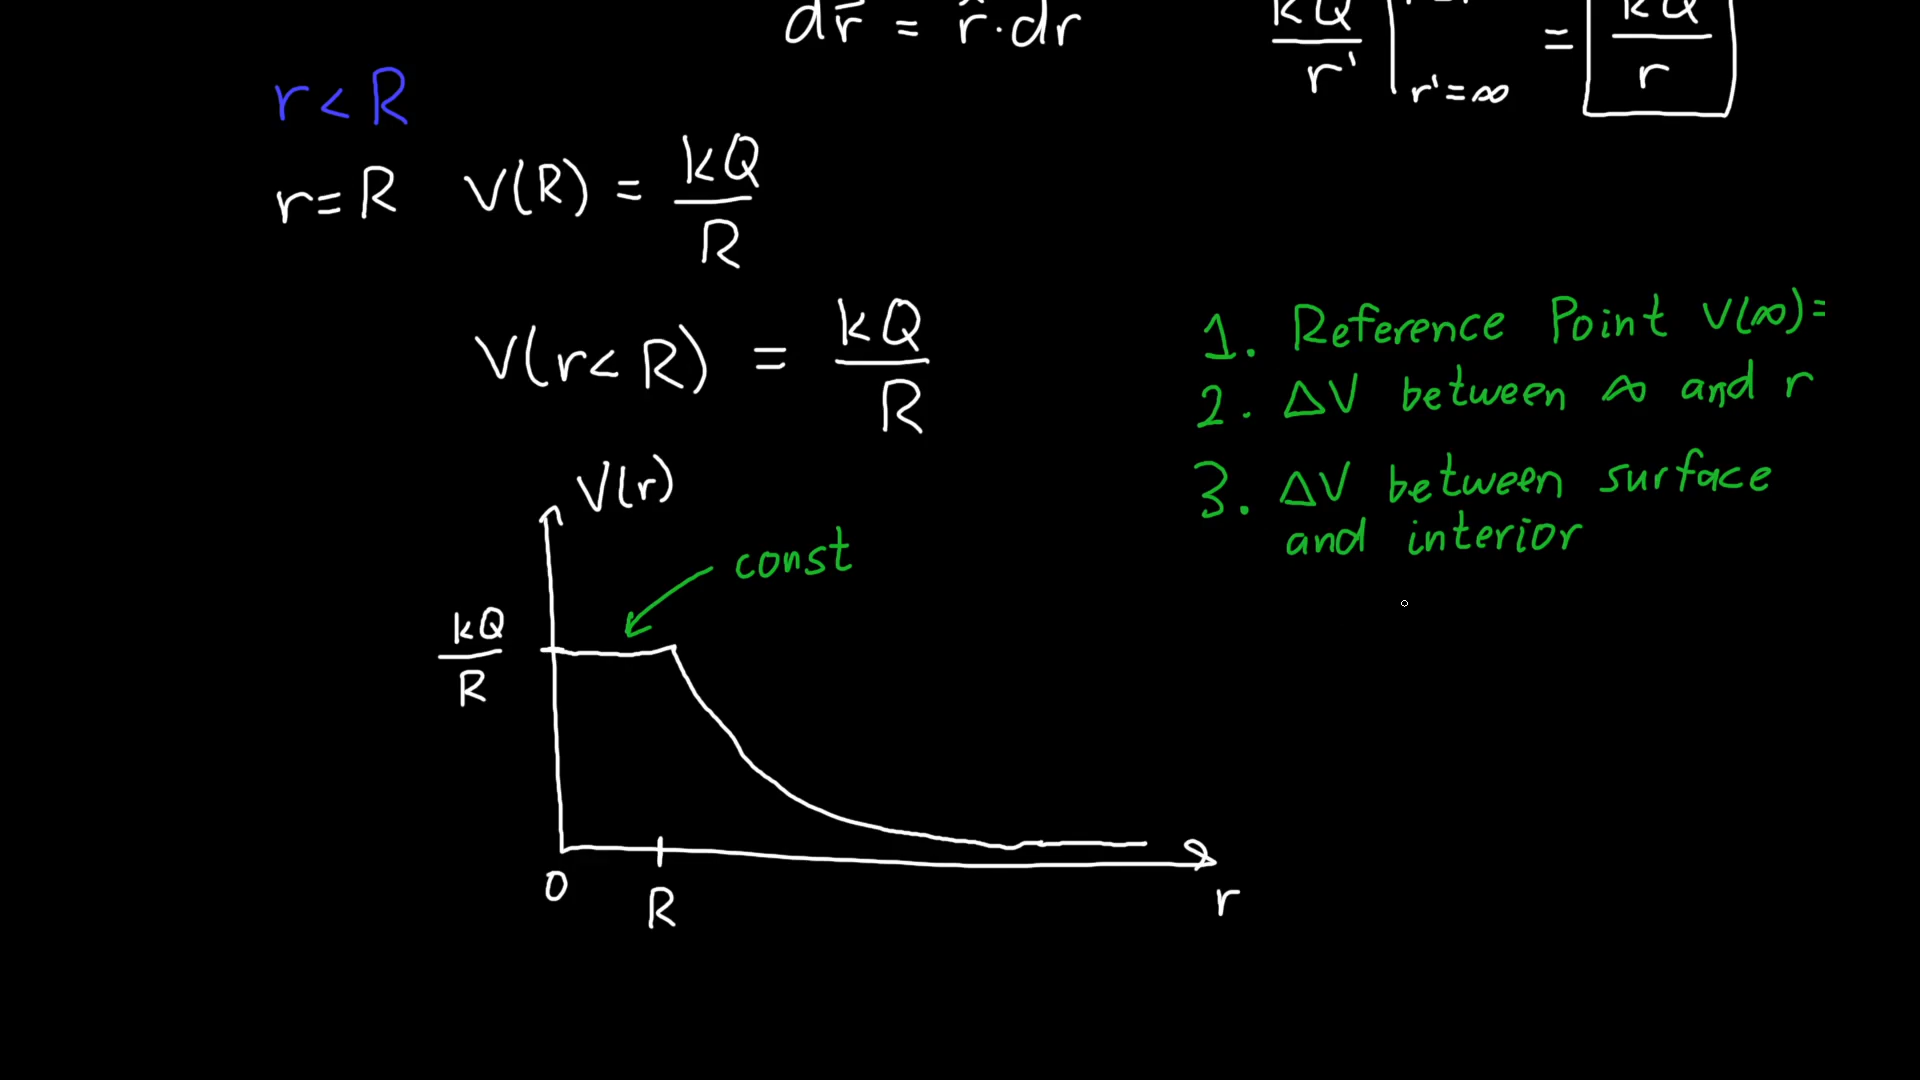 dr⃗ = r̂·dr
kQ/r' | r'=∞ = kQ/r
r<R
r=R V(R) = kQ/R
V(r<R) = kQ/R
1. Reference Point V(∞)=
2. ΔV between ∞ and r
3. ΔV between surface
and interior
V(r)
const
kQ/R
0
R
r